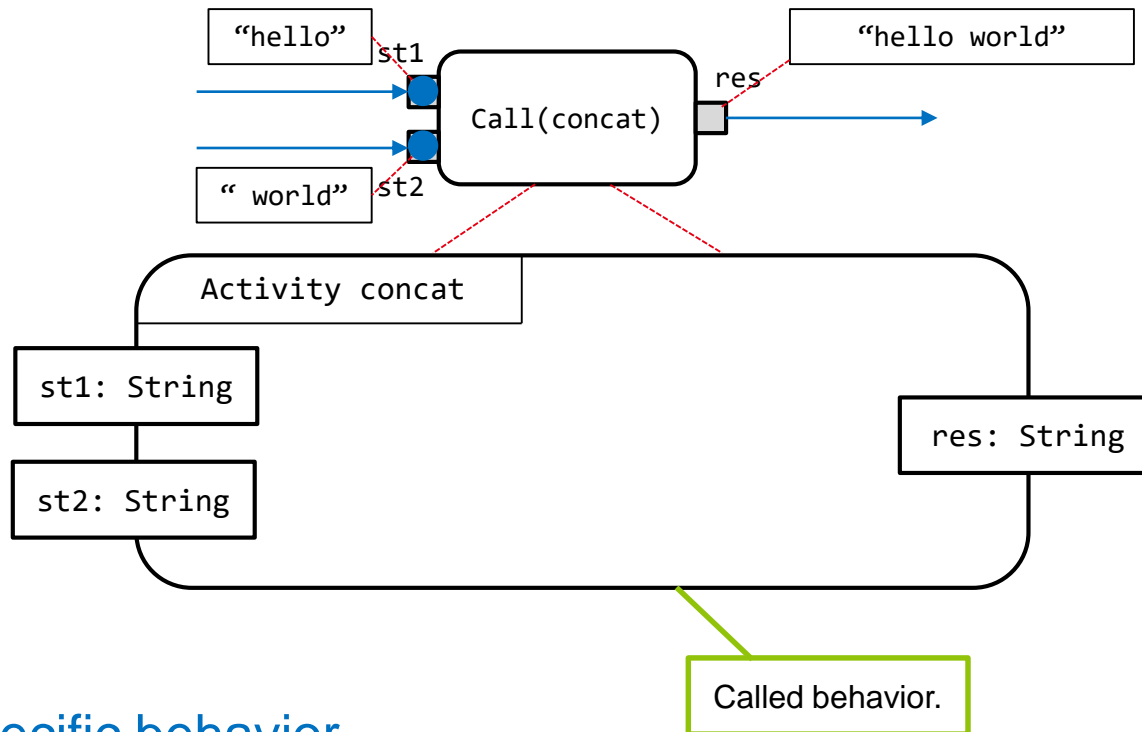 “hello”
“hello world”
st1
res
Call(concat)
“ world”
st2
Activity concat
st1: String
res: String
st2: String
Called behavior.
behavior